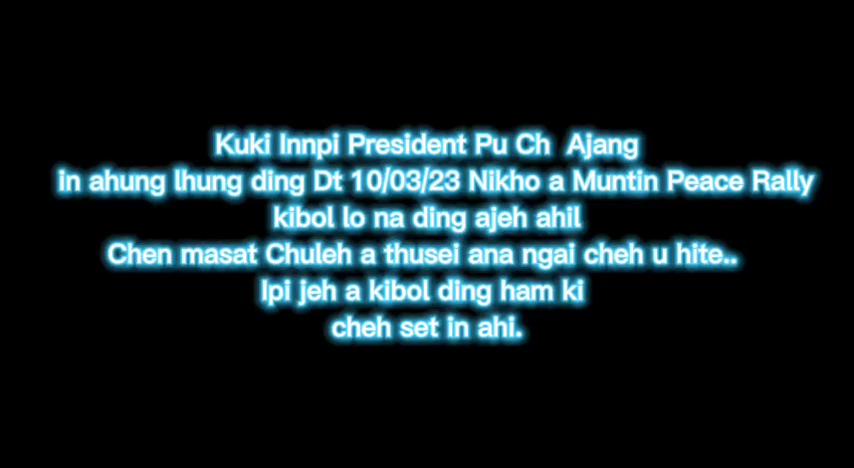 Kuki Innpi President Pu Ch Ajang
in ahung lhung ding Dt 10/03/23 Nikho a Muntin Peace Rally
kibol lo na ding ajeh ahil
Chen masat Chuleh a thusei ana ngai cheh u hite..
Ipi jeh a kibol ding ham ki
cheh set in ahi.